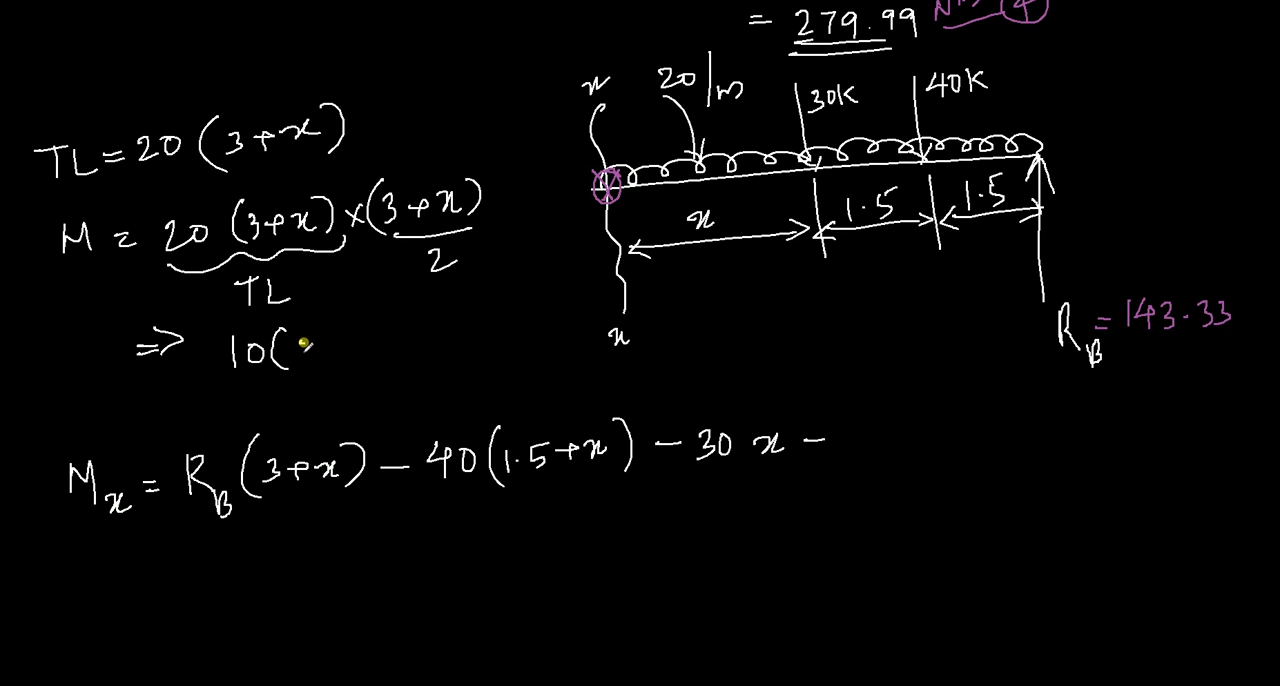 = 279.99
x 20/m 30K 40K
TL = 20 (3+x)
M = 20 (3+x) × (3+x)/2
TL
x 1.5 1.5
x
R_B = 143.33
=> 10(
M_x = R_B (3+x) - 40(1.5+x) - 30 x -